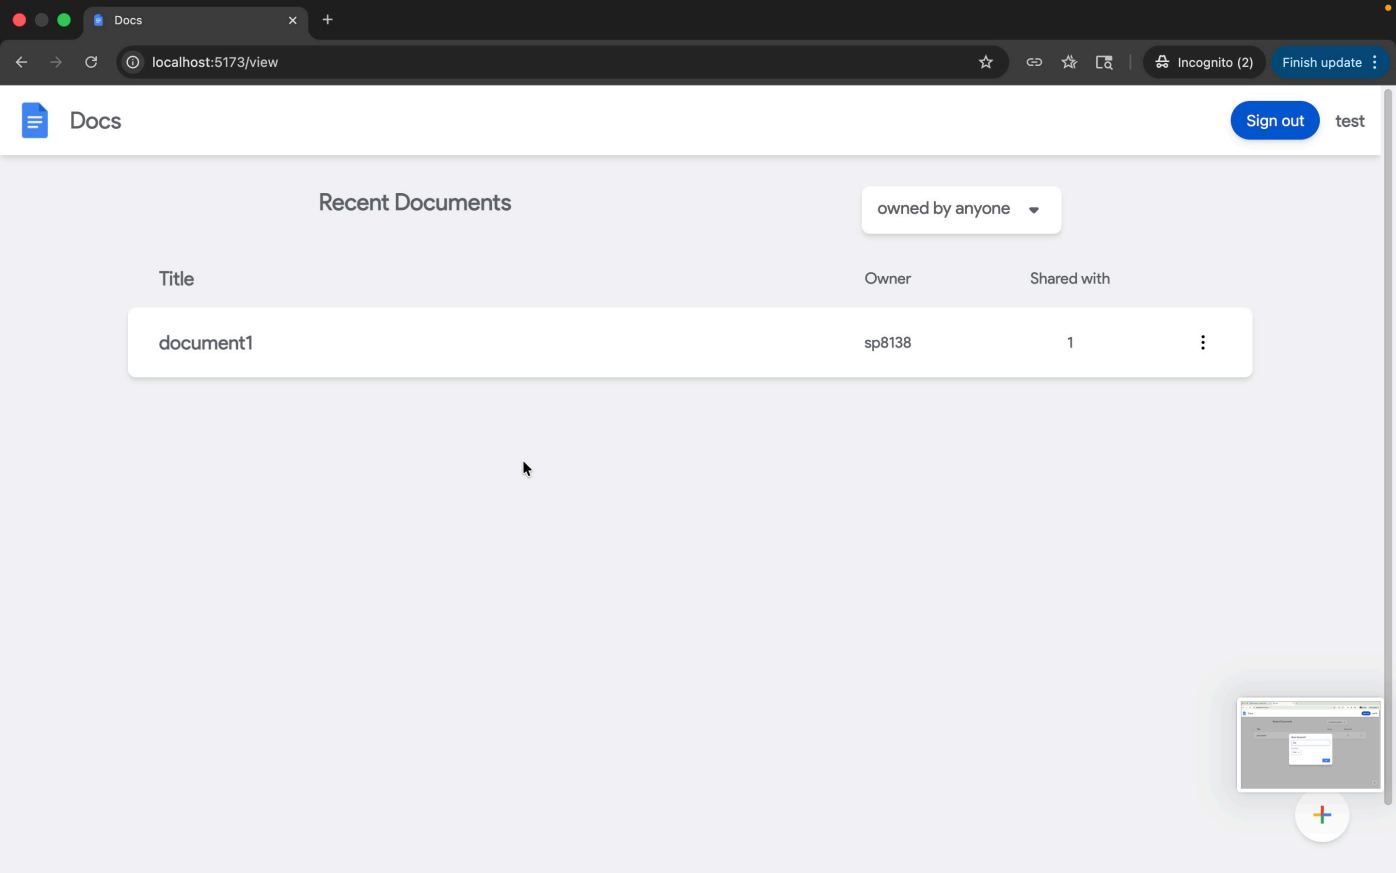 Docs
localhost:5173/view
Incognito (2)
Finish update
Docs
Sign out
test
Recent Documents
owned by anyone
Title
Owner
Shared with
document1
sp8138
1